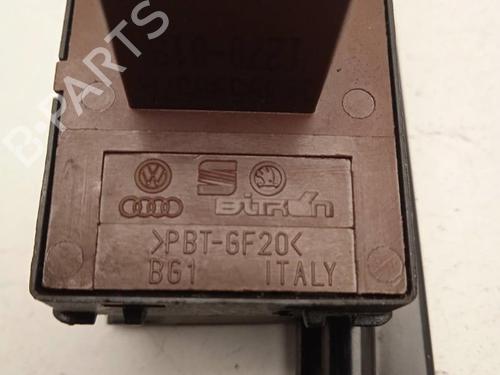 B-PARTS
BiTRON
>PBT-GF20<
BG1 ITALY